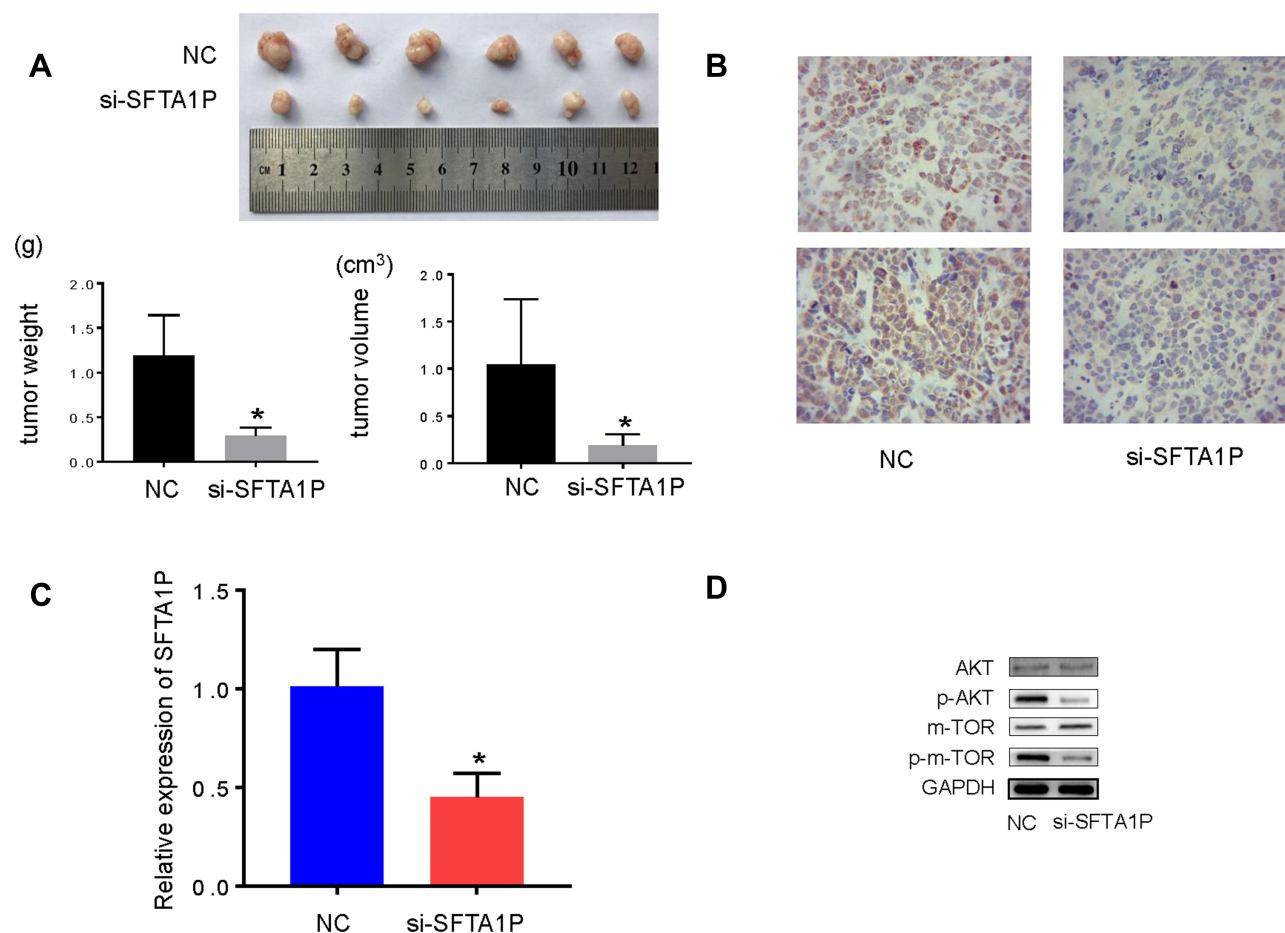 A
NC
si-SFTA1P
CM 1 2 3 4 5 6 7 8 9 10 11 12 1
(g)
tumor weight
2.0
1.5
1.0
0.5
0.0
NC si-SFTA1P
(cm³)
tumor volume
2.0
1.5
1.0
0.5
0.0
NC si-SFTA1P
*
*
B
NC si-SFTA1P
C
Relative expression of SFTA1P
1.5
1.0
0.5
0.0
*
NC si-SFTA1P
D
AKT
p-AKT
m-TOR
p-m-TOR
GAPDH
NC si-SFTA1P